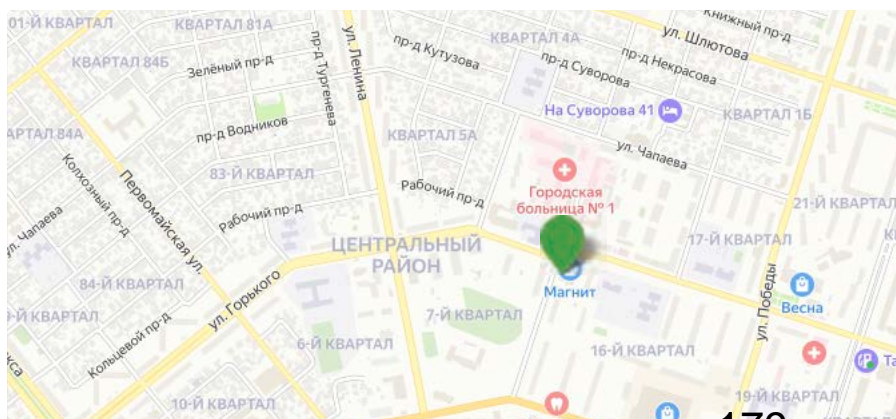 01-Й КВАРТАЛ
КВАРТАЛ 81А
КВАРТАЛ 84Б
Зелёный пр-д
пр-д Тургенева
ул. Ленина
пр-д Кутузова
КВАРТАЛ 4А
ул. Шлютова
Книжный пр-д
пр-д Некрасова
пр-д Суворова
На Суворова 41
КВАРТАЛ 1Б
АРТАЛ 84А
пр-д Водников
КВАРТАЛ 5А
ул. Чапаева
Колхозный пр-д
Первомайская ул.
83-Й КВАРТАЛ
Рабочий пр-д
Городская
больница № 1
21-Й КВАРТАЛ
ул. Чапаева
Рабочий пр-д
ЦЕНТРАЛЬНЫЙ
РАЙОН
17-Й КВАРТАЛ
84-Й КВАРТАЛ
ул. Горького
Магнит
Весна
ул. Победы
-Й КВАРТАЛ
Кольцевой пр-д
7-Й КВАРТАЛ
6-Й КВАРТАЛ
16-Й КВАРТАЛ
Та
10-Й КВАРТАЛ
19-Й КВАРТАЛ